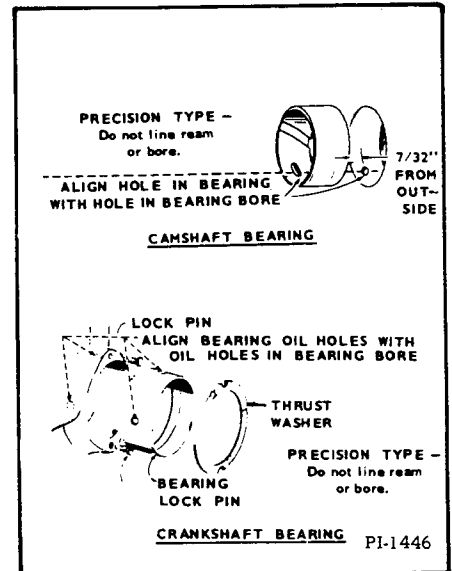 PRECISION TYPE –
Do not line ream
or bore.
7/32"
FROM
OUT~
SIDE
ALIGN HOLE IN BEARING
WITH HOLE IN BEARING BORE
CAMSHAFT BEARING
LOCK PIN
ALIGN BEARING OIL HOLES WITH
OIL HOLES IN BEARING BORE
THRUST
WASHER
PRECISION TYPE –
Do not line ream
or bore.
BEARING
LOCK PIN
CRANKSHAFT BEARING
PI-1446